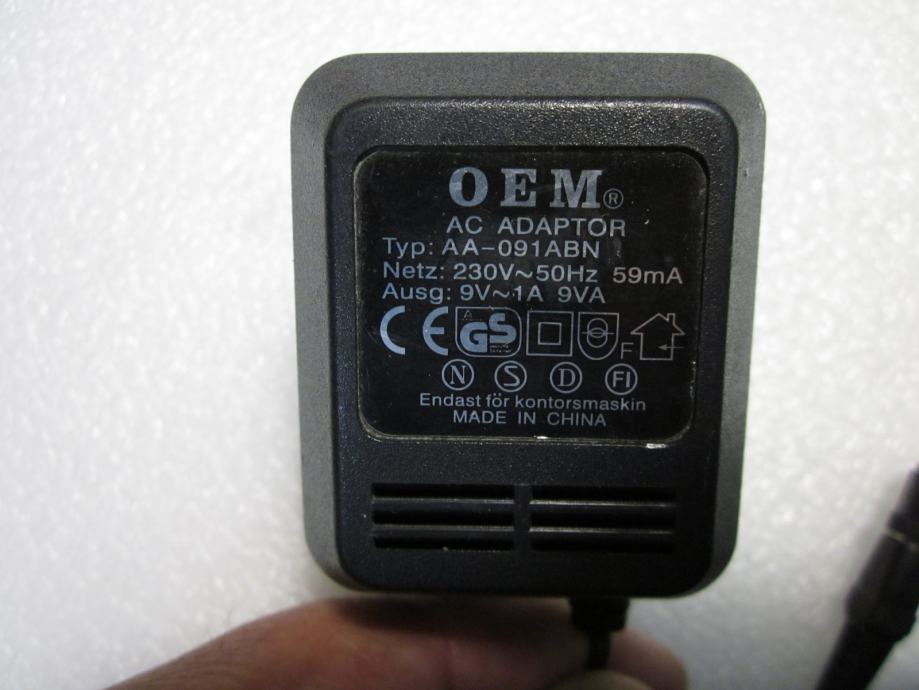 OEM®
AC ADAPTOR
Typ: AA-091ABN
Netz: 230V~50Hz 59mA
Ausg: 9V~1A 9VA
CE GS F
N S D FI
Endast för kontorsmaskin
MADE IN CHINA